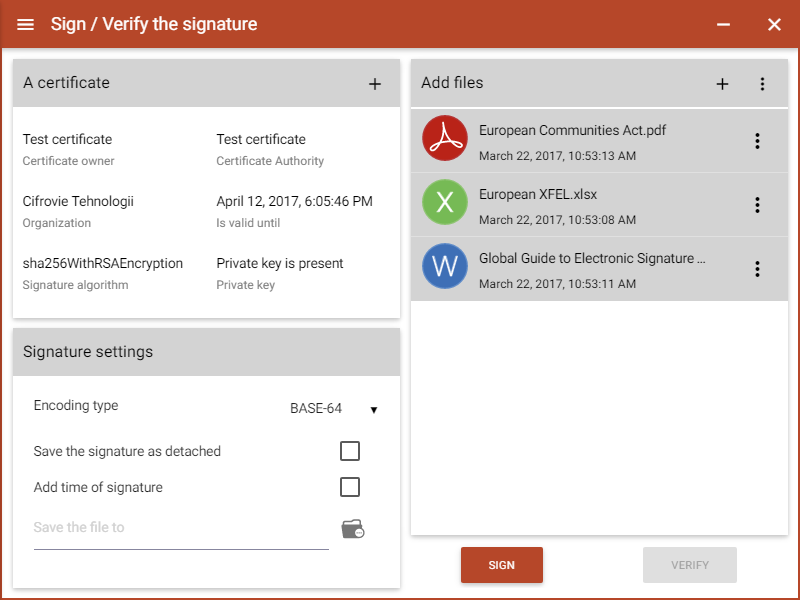 Sign / Verify the signature
A certificate
Test certificate
Certificate owner
Test certificate
Certificate Authority
Cifrovie Tehnologii
Organization
April 12, 2017, 6:05:46 PM
Is valid until
sha256WithRSAEncryption
Signature algorithm
Private key is present
Private key
Signature settings
Encoding type
BASE-64
Save the signature as detached
Add time of signature
Save the file to
Add files
European Communities Act.pdf
March 22, 2017, 10:53:13 AM
X
European XFEL.xlsx
March 22, 2017, 10:53:08 AM
W
Global Guide to Electronic Signature ...
March 22, 2017, 10:53:11 AM
SIGN
VERIFY